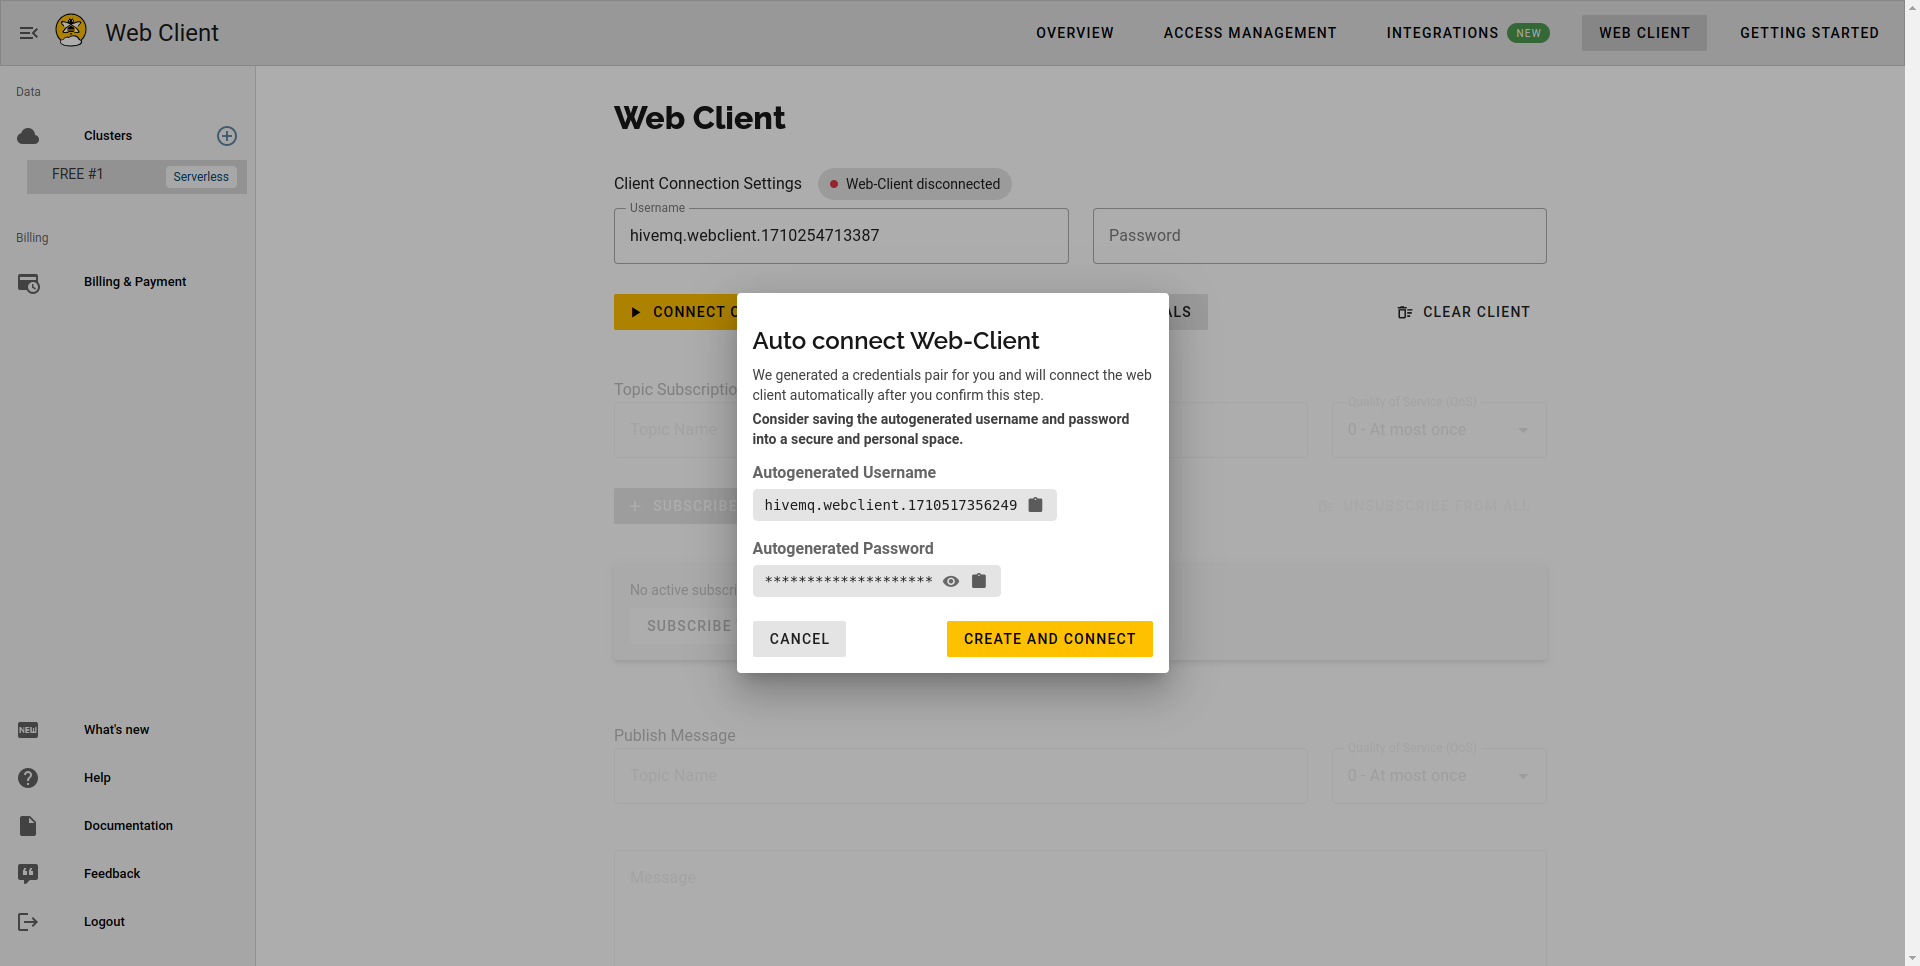 Web Client
OVERVIEW
ACCESS MANAGEMENT
INTEGRATIONS NEW
WEB CLIENT
GETTING STARTED
Data
Clusters
FREE #1
Serverless
Billing
Billing & Payment
What's new
NEW
Help
Documentation
Feedback
Logout
Web Client
Client Connection Settings
Web-Client disconnected
Username
hivemq.webclient.1710254713387
Password
CONNECT C
ALS
CLEAR CLIENT
Topic Subscriptio
Topic Name
Quality of Service (QoS)
0 - At most once
SUBSCRIBE
UNSUBSCRIBE FROM ALL
No active subscri
SUBSCRIBE
Auto connect Web-Client
We generated a credentials pair for you and will connect the web
client automatically after you confirm this step.
Consider saving the autogenerated username and password
into a secure and personal space.
Autogenerated Username
hivemq.webclient.1710517356249
Autogenerated Password
********************
CANCEL
CREATE AND CONNECT
Publish Message
Topic Name
Quality of Service (QoS)
0 - At most once
Message